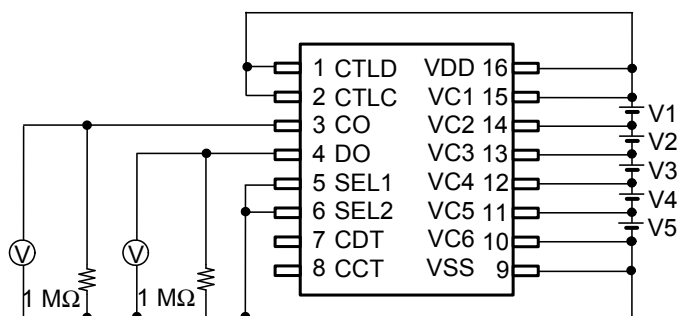 1 CTLD VDD 16
2 CTLC VC1 15
V1
3 CO VC2 14
V2
4 DO VC3 13
V3
5 SEL1 VC4 12
V4
6 SEL2 VC5 11
V5
7 CDT VC6 10
8 CCT VSS 9
V
V
1 MΩ
1 MΩ